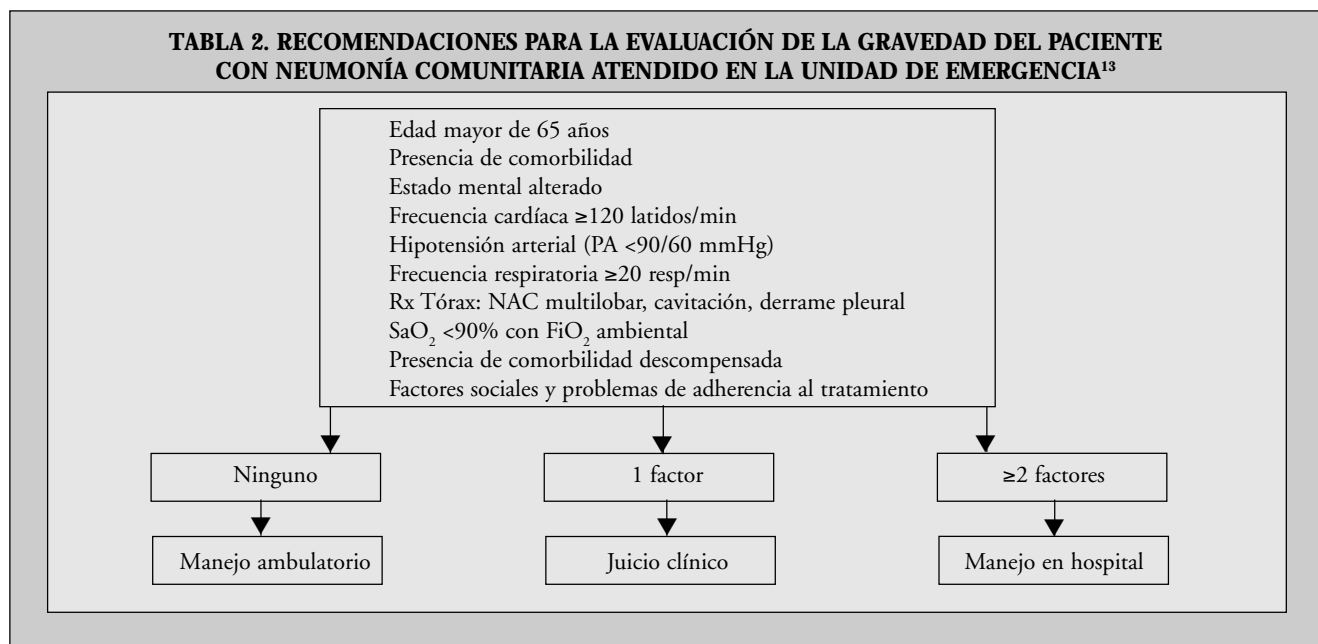 TABLA 2. RECOMENDACIONES PARA LA EVALUACIÓN DE LA GRAVEDAD DEL PACIENTE
CON NEUMONÍA COMUNITARIA ATENDIDO EN LA UNIDAD DE EMERGENCIA¹³
Edad mayor de 65 años
Presencia de comorbilidad
Estado mental alterado
Frecuencia cardíaca ≥120 latidos/min
Hipotensión arterial (PA <90/60 mmHg)
Frecuencia respiratoria ≥20 resp/min
Rx Tórax: NAC multilobar, cavitación, derrame pleural
SaO₂ <90% con FiO₂ ambiental
Presencia de comorbilidad descompensada
Factores sociales y problemas de adherencia al tratamiento
Ninguno 1 factor ≥2 factores
Manejo ambulatorio Juicio clínico Manejo en hospital